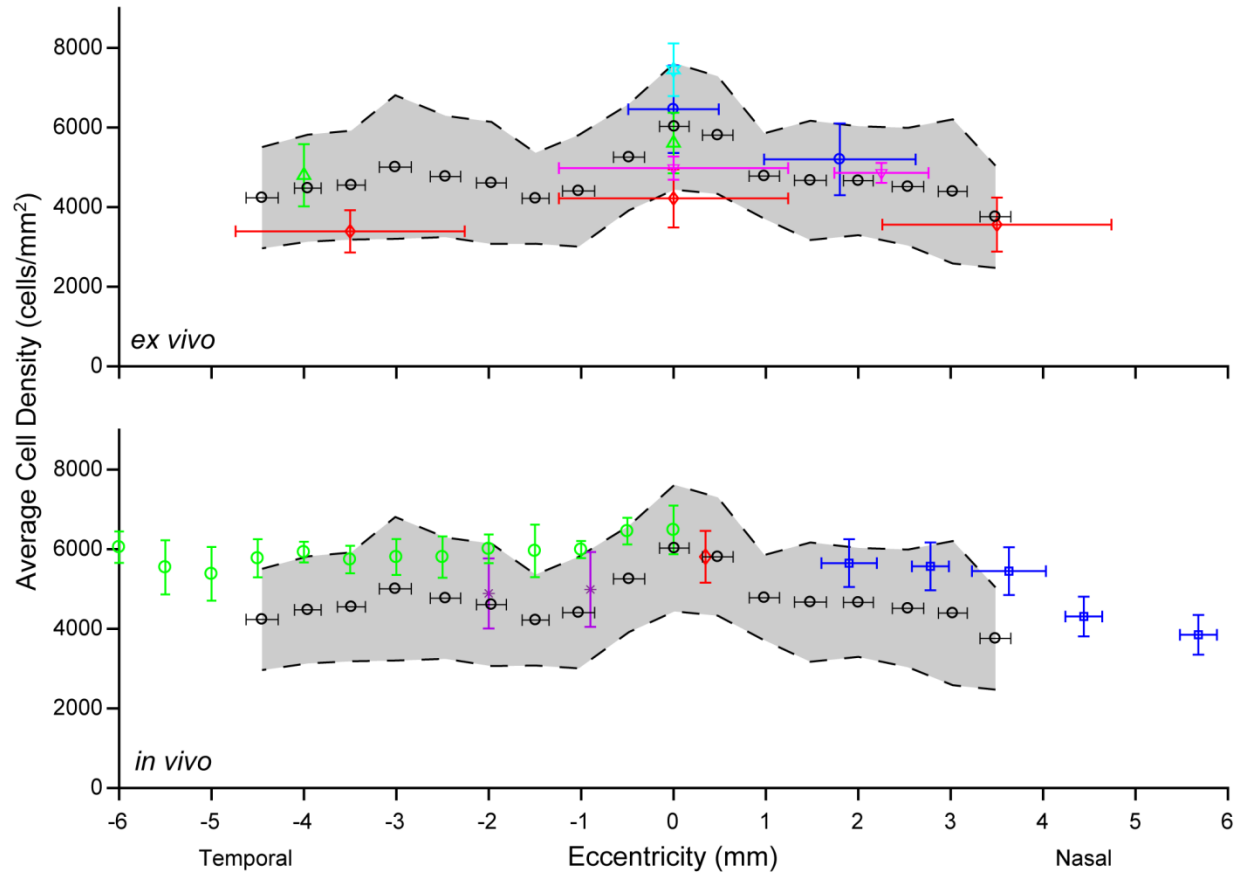 8000
6000
4000
2000
0
ex vivo
Average Cell Density (cells/mm²)
8000
6000
4000
2000
0
in vivo
-6 -5 -4 -3 -2 -1 0 1 2 3 4 5 6
Temporal Eccentricity (mm) Nasal